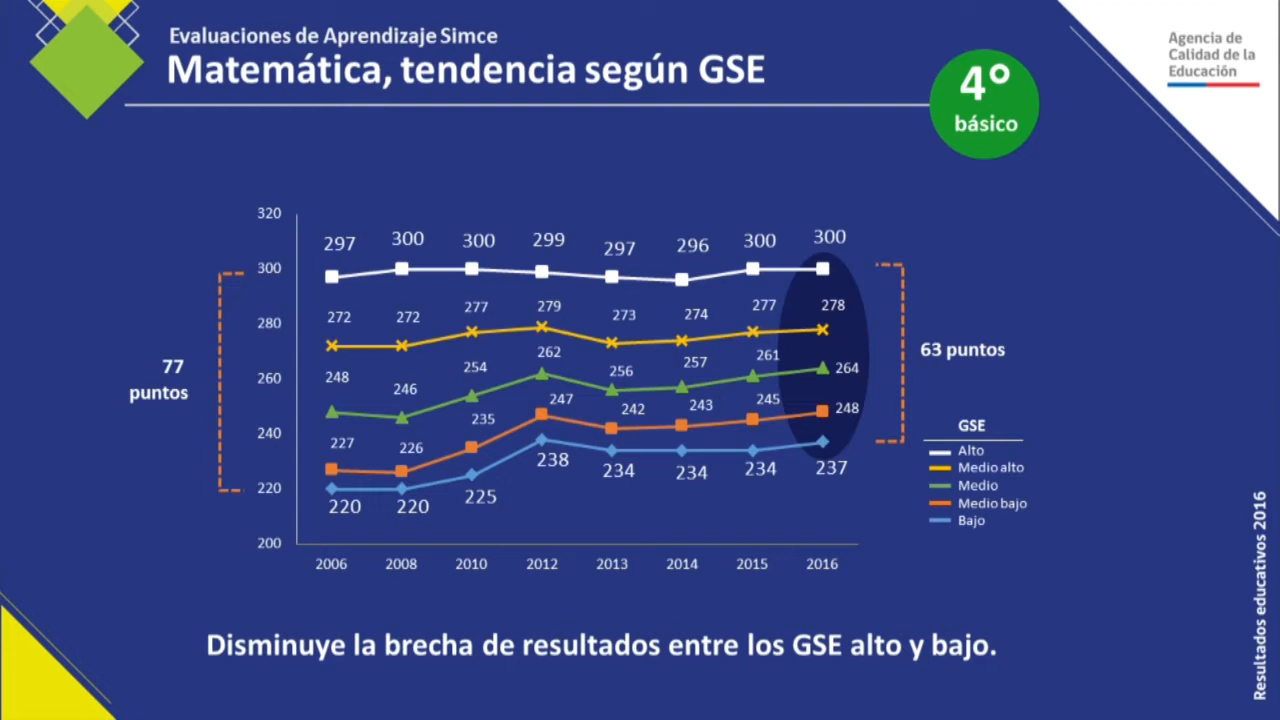 Evaluaciones de Aprendizaje Simce
Matemática, tendencia según GSE
4°
básico
Agencia de
Calidad de la
Educación
320
300
280
260
240
220
200
297 300 300 299 297 296 300 300
272 272 277 279 273 274 277 278
248 246 254 262 256 257 261 264
227 226 235 247 242 243 245 248
220 220 225 238 234 234 234 237
2006 2008 2010 2012 2013 2014 2015 2016
77
puntos
63 puntos
GSE
Alto
Medio alto
Medio
Medio bajo
Bajo
Disminuye la brecha de resultados entre los GSE alto y bajo.
Resultados educativos 2016